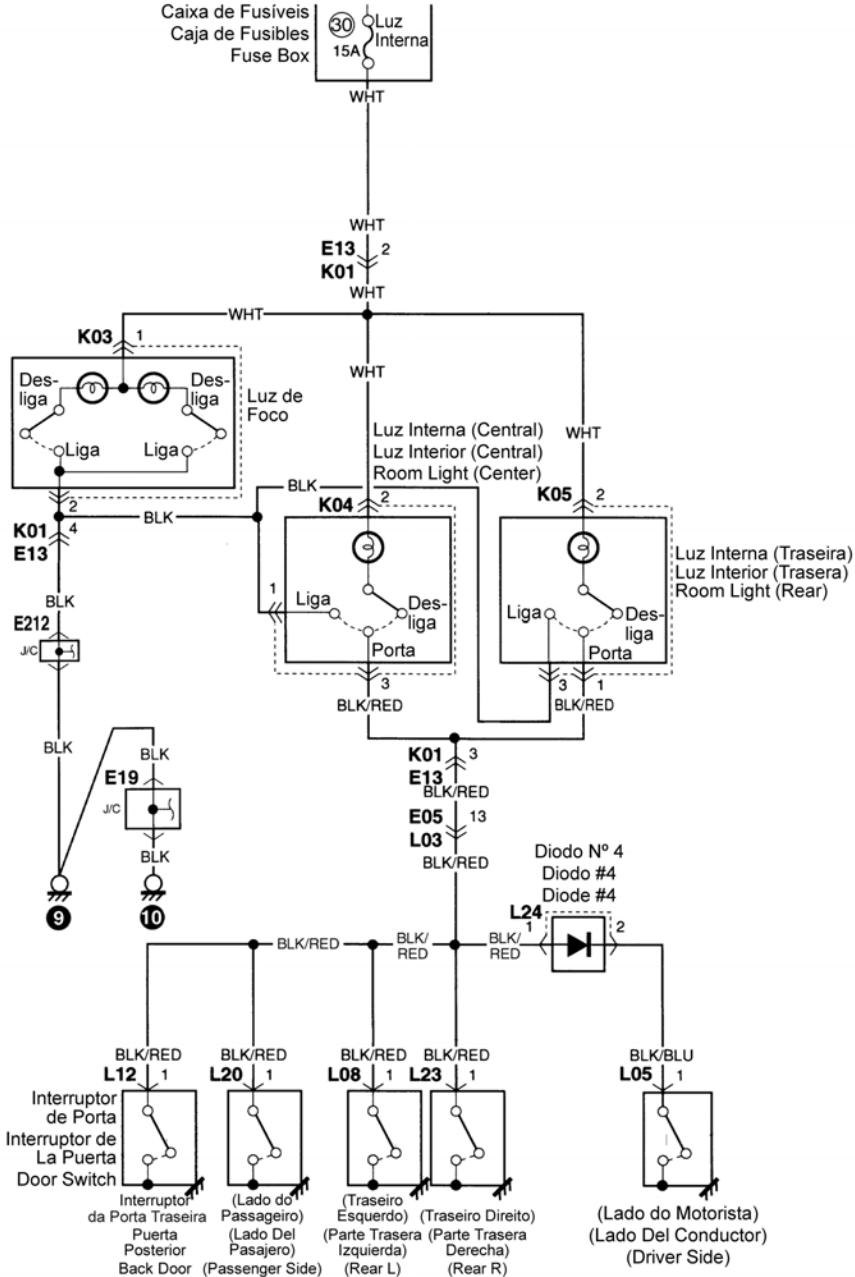 Caixa de Fusíveis
Caja de Fusibles
Fuse Box
30
Luz
Interna
15A
WHT
WHT
E13 2
K01
WHT
WHT
K03 1
WHT
Des-
liga
Des-
liga
Luz de
Foco
Liga
Liga
Luz Interna (Central)
Luz Interior (Central)
Room Light (Center)
WHT
2
BLK
K04 2
K05 2
K01 4
E13
BLK
Luz Interna (Traseira)
Luz Interior (Trasera)
Room Light (Rear)
1
Liga
Des-
liga
Porta
Liga
Des-
liga
Porta
BLK
E212
J/C
3
BLK/RED
3
1
BLK/RED
BLK
BLK
E19
J/C
BLK
K01 3
E13
BLK/RED
E05 13
L03
BLK/RED
Diodo Nº 4
Diodo #4
Diode #4
9
10
L24
1
2
BLK/RED
BLK/
RED
BLK/
RED
BLK/RED
BLK/RED
BLK/RED
BLK/RED
BLK/BLU
L12 1
L20 1
L08 1
L23 1
L05 1
Interruptor
de Porta
Interruptor de
La Puerta
Door Switch
Interruptor
da Porta Traseira
Puerta
Posterior
Back Door
(Lado do
Passageiro)
(Lado Del
Pasajero)
(Passenger Side)
(Traseiro
Esquerdo)
(Parte Trasera
Izquierda)
(Rear L)
(Traseiro Direito)
(Parte Trasera
Derecha)
(Rear R)
(Lado do Motorista)
(Lado Del Conductor)
(Driver Side)